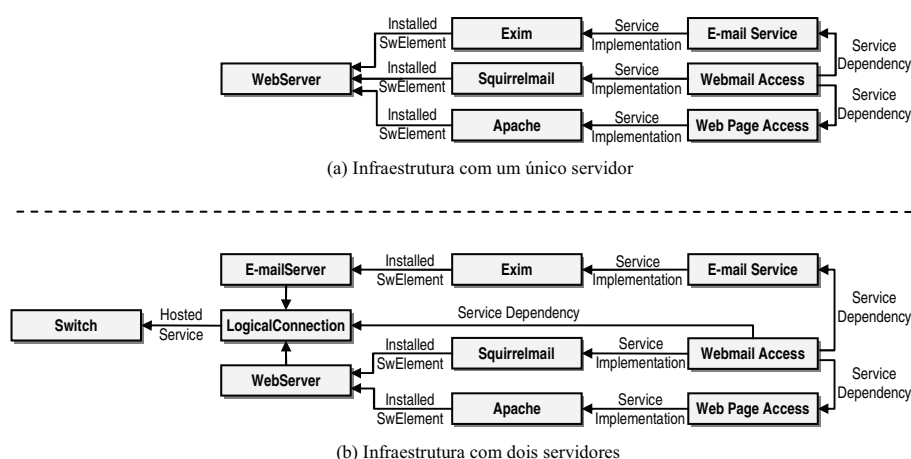 Installed
SwElement
Exim
Service
Implementation
E-mail Service
Service
Dependency
WebServer
Installed
SwElement
Squirrelmail
Service
Implementation
Webmail Access
Installed
SwElement
Apache
Service
Implementation
Web Page Access
Service
Dependency
(a) Infraestrutura com um único servidor
E-mailServer
Installed
SwElement
Exim
Service
Implementation
E-mail Service
Service
Dependency
Switch
Hosted
Service
LogicalConnection
Service Dependency
WebServer
Installed
SwElement
Squirrelmail
Service
Implementation
Webmail Access
Installed
SwElement
Apache
Service
Implementation
Web Page Access
Service
Dependency
(b) Infraestrutura com dois servidores